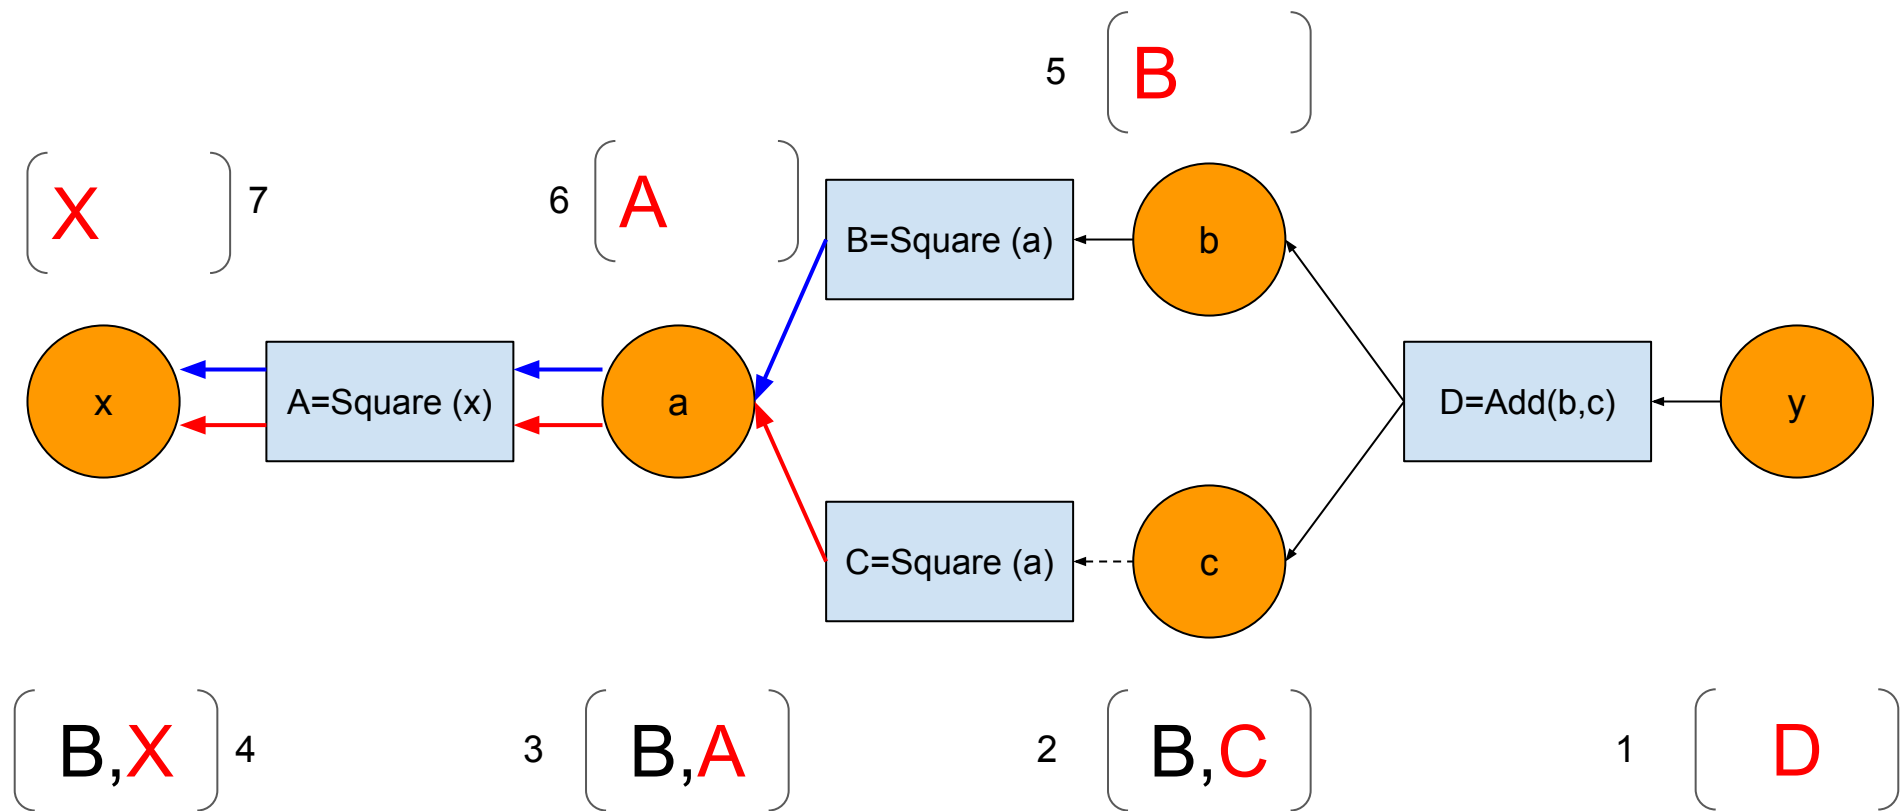 5 B
X 7
6 A
B=Square (a)
b
x
A=Square (x)
a
D=Add(b,c)
y
C=Square (a)
c
B,X 4
3 B,A
2 B,C
1 D